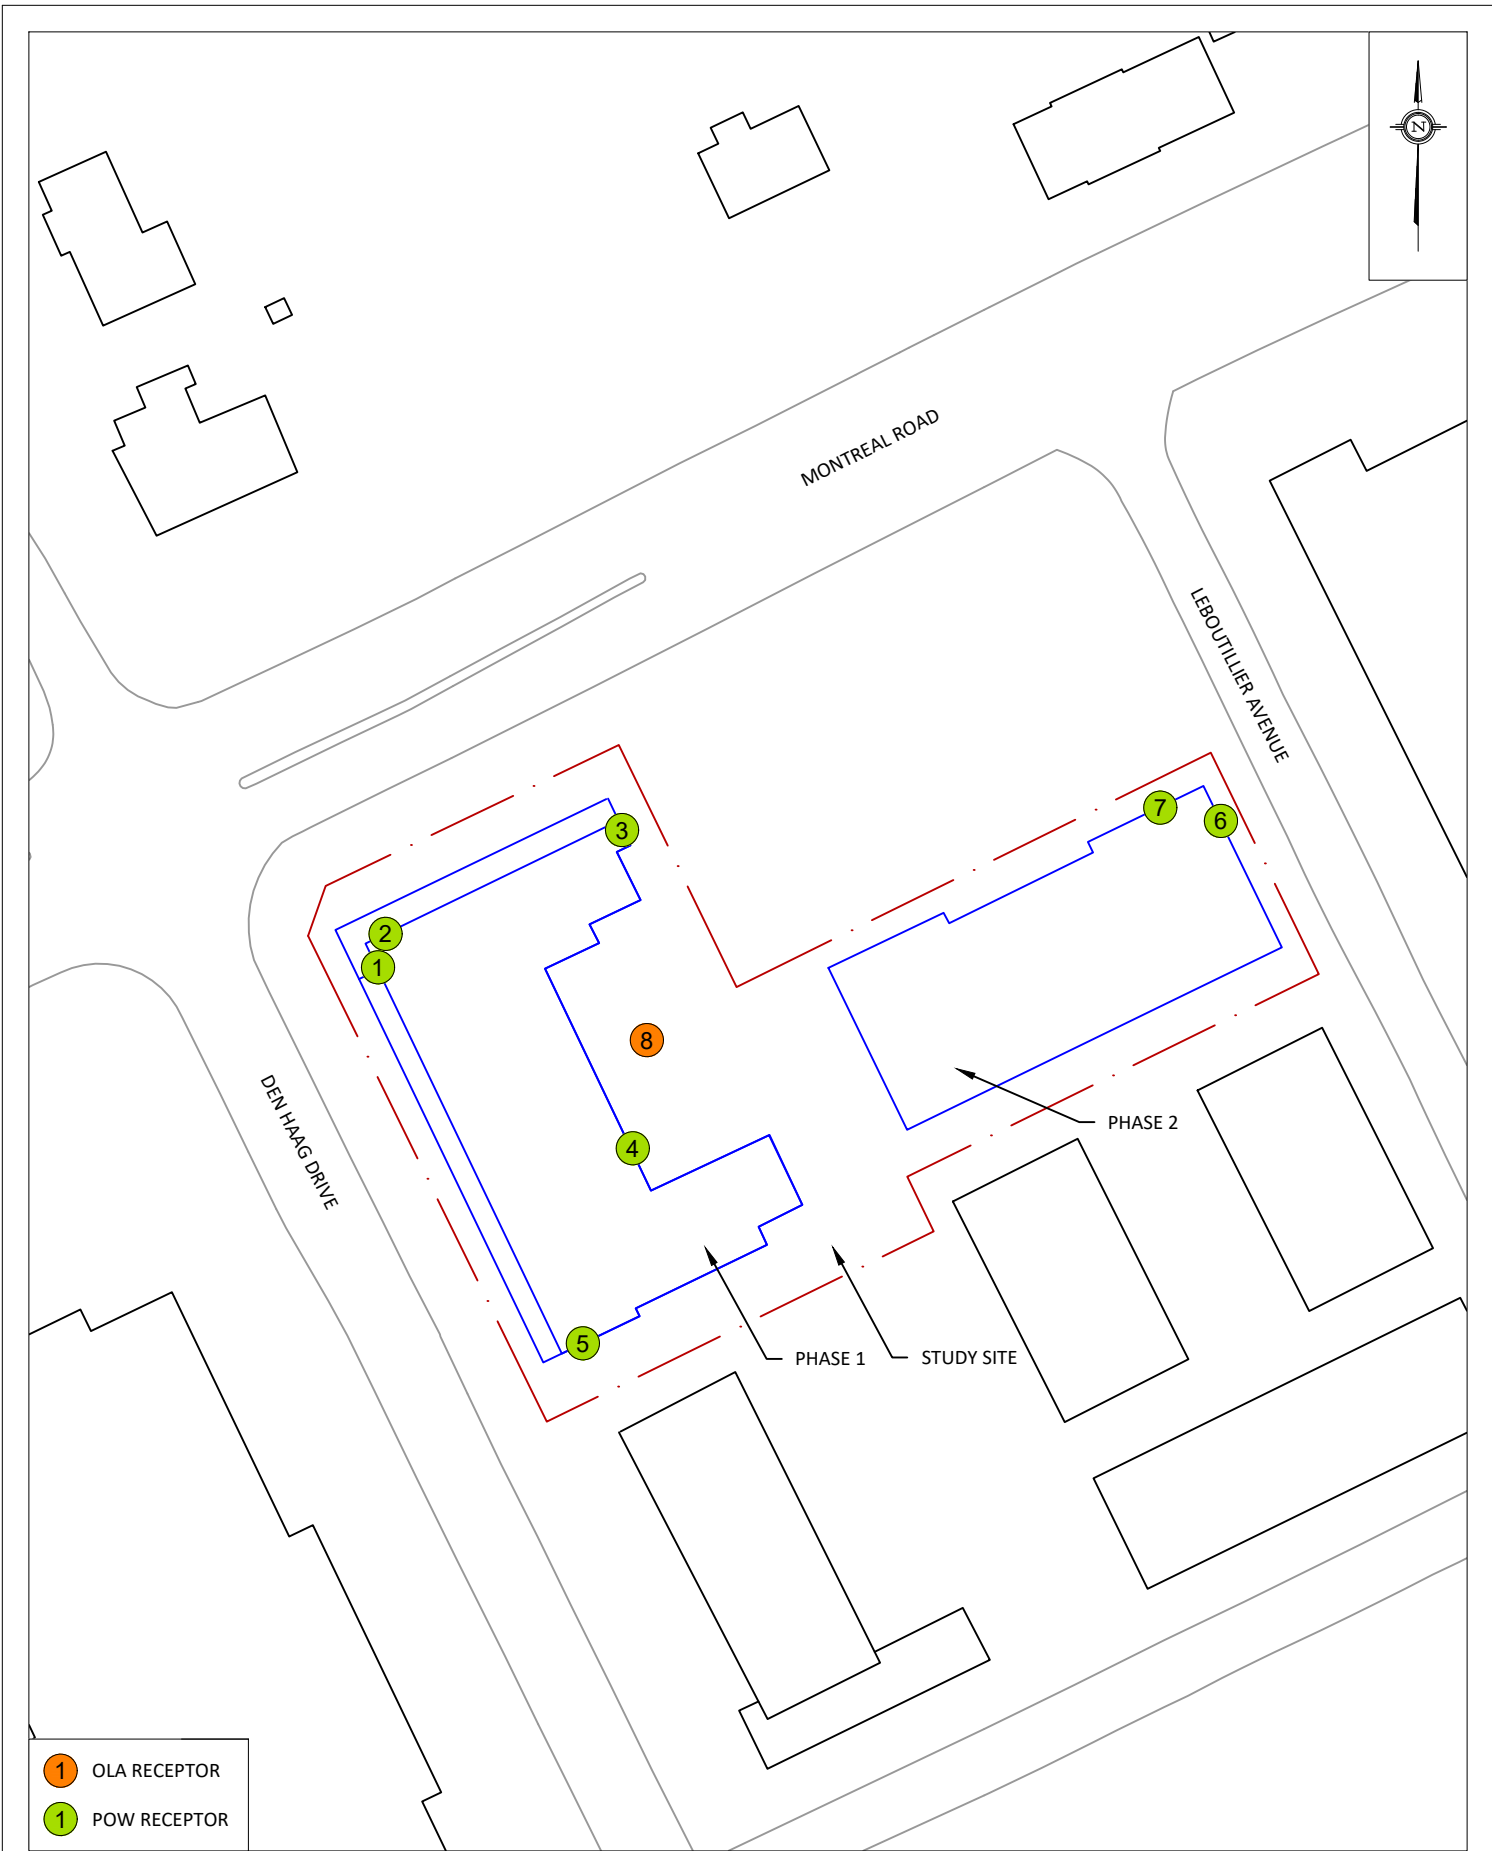 N
MONTREAL ROAD
LEBOUTILLIER AVENUE
3
7
6
2
1
8
DEN HAAG DRIVE
4
PHASE 2
5
PHASE 1
STUDY SITE
1 OLA RECEPTOR
1 POW RECEPTOR